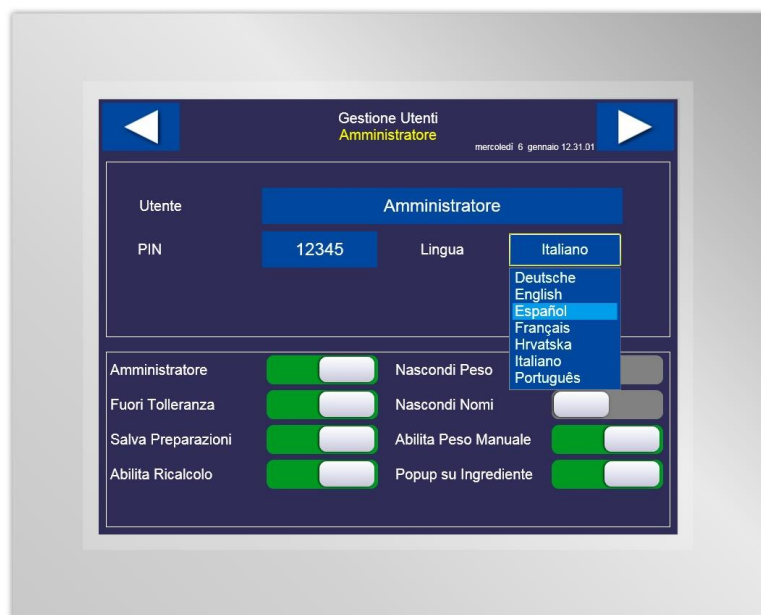 Gestione Utenti
Amministratore
mercoledì 6 gennaio 12.31.01
Utente Amministratore
PIN 12345 Lingua Italiano
Deutsche
English
Español
Français
Hrvatska
Italiano
Português
Amministratore Nascondi Peso
Fuori Tolleranza Nascondi Nomi
Salva Preparazioni Abilita Peso Manuale
Abilita Ricalcolo Popup su Ingrediente